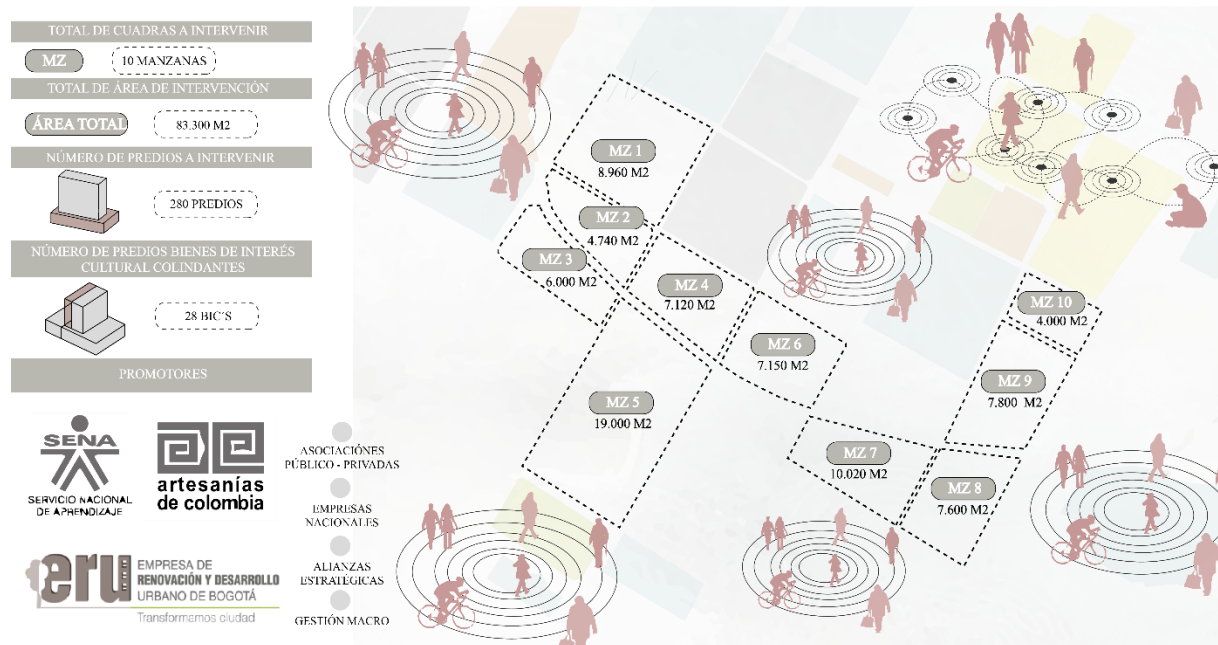 TOTAL DE CUADRAS A INTERVENIR
MZ
10 MANZANAS
TOTAL DE ÁREA DE INTERVENCIÓN
ÁREA TOTAL
83.300 M2
NÚMERO DE PREDIOS A INTERVENIR
280 PREDIOS
NÚMERO DE PREDIOS BIENES DE INTERÉS
CULTURAL COLINDANTES
28 BIC´S
PROMOTORES
SENA
SERVICIO NACIONAL
DE APRENDIZAJE
artesanías
de colombia
eru
EMPRESA DE
RENOVACIÓN Y DESARROLLO
URBANO DE BOGOTÁ
Transformamos ciudad
ASOCIACIÓNES
PÚBLICO - PRIVADAS
EMPRESAS
NACIONALES
ALIANZAS
ESTRATÉGICAS
GESTIÓN MACRO
MZ 1
8.960 M2
MZ 2
4.740 M2
MZ 3
6.000 M2
MZ 4
7.120 M2
MZ 5
19.000 M2
MZ 6
7.150 M2
MZ 7
10.020 M2
MZ 8
7.600 M2
MZ 9
7.800 M2
MZ 10
4.000 M2